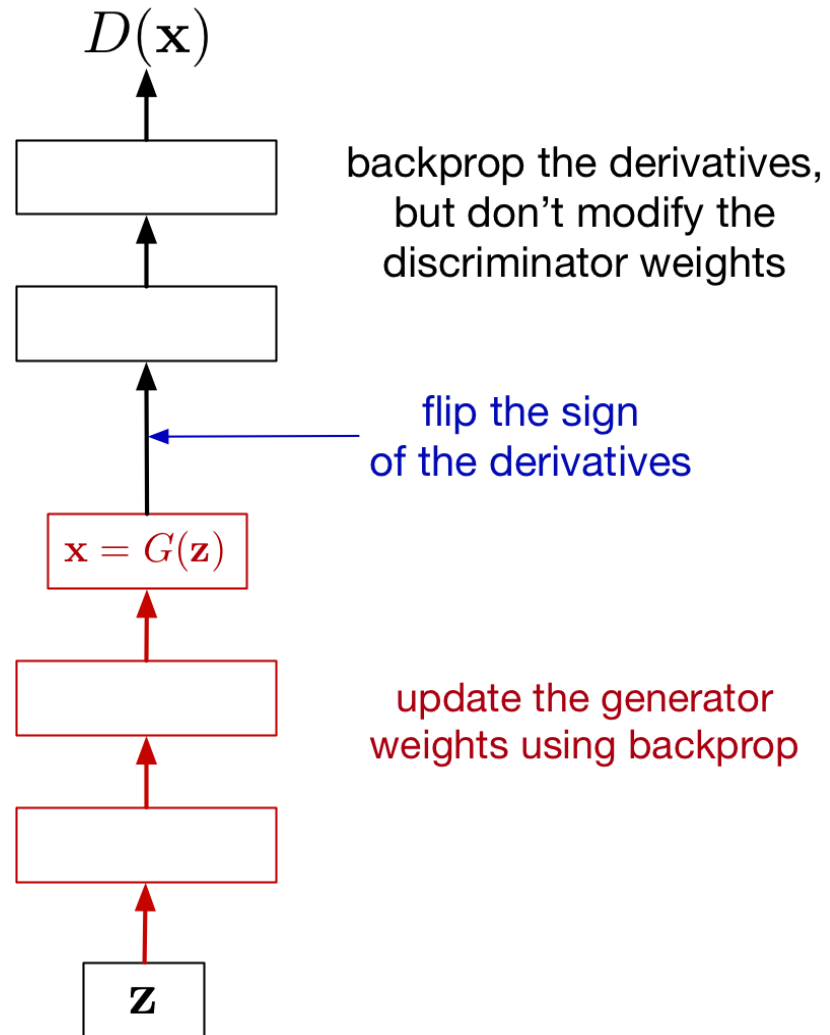 D(x)
backprop the derivatives,
but don't modify the
discriminator weights
flip the sign
of the derivatives
x = G(z)
update the generator
weights using backprop
z